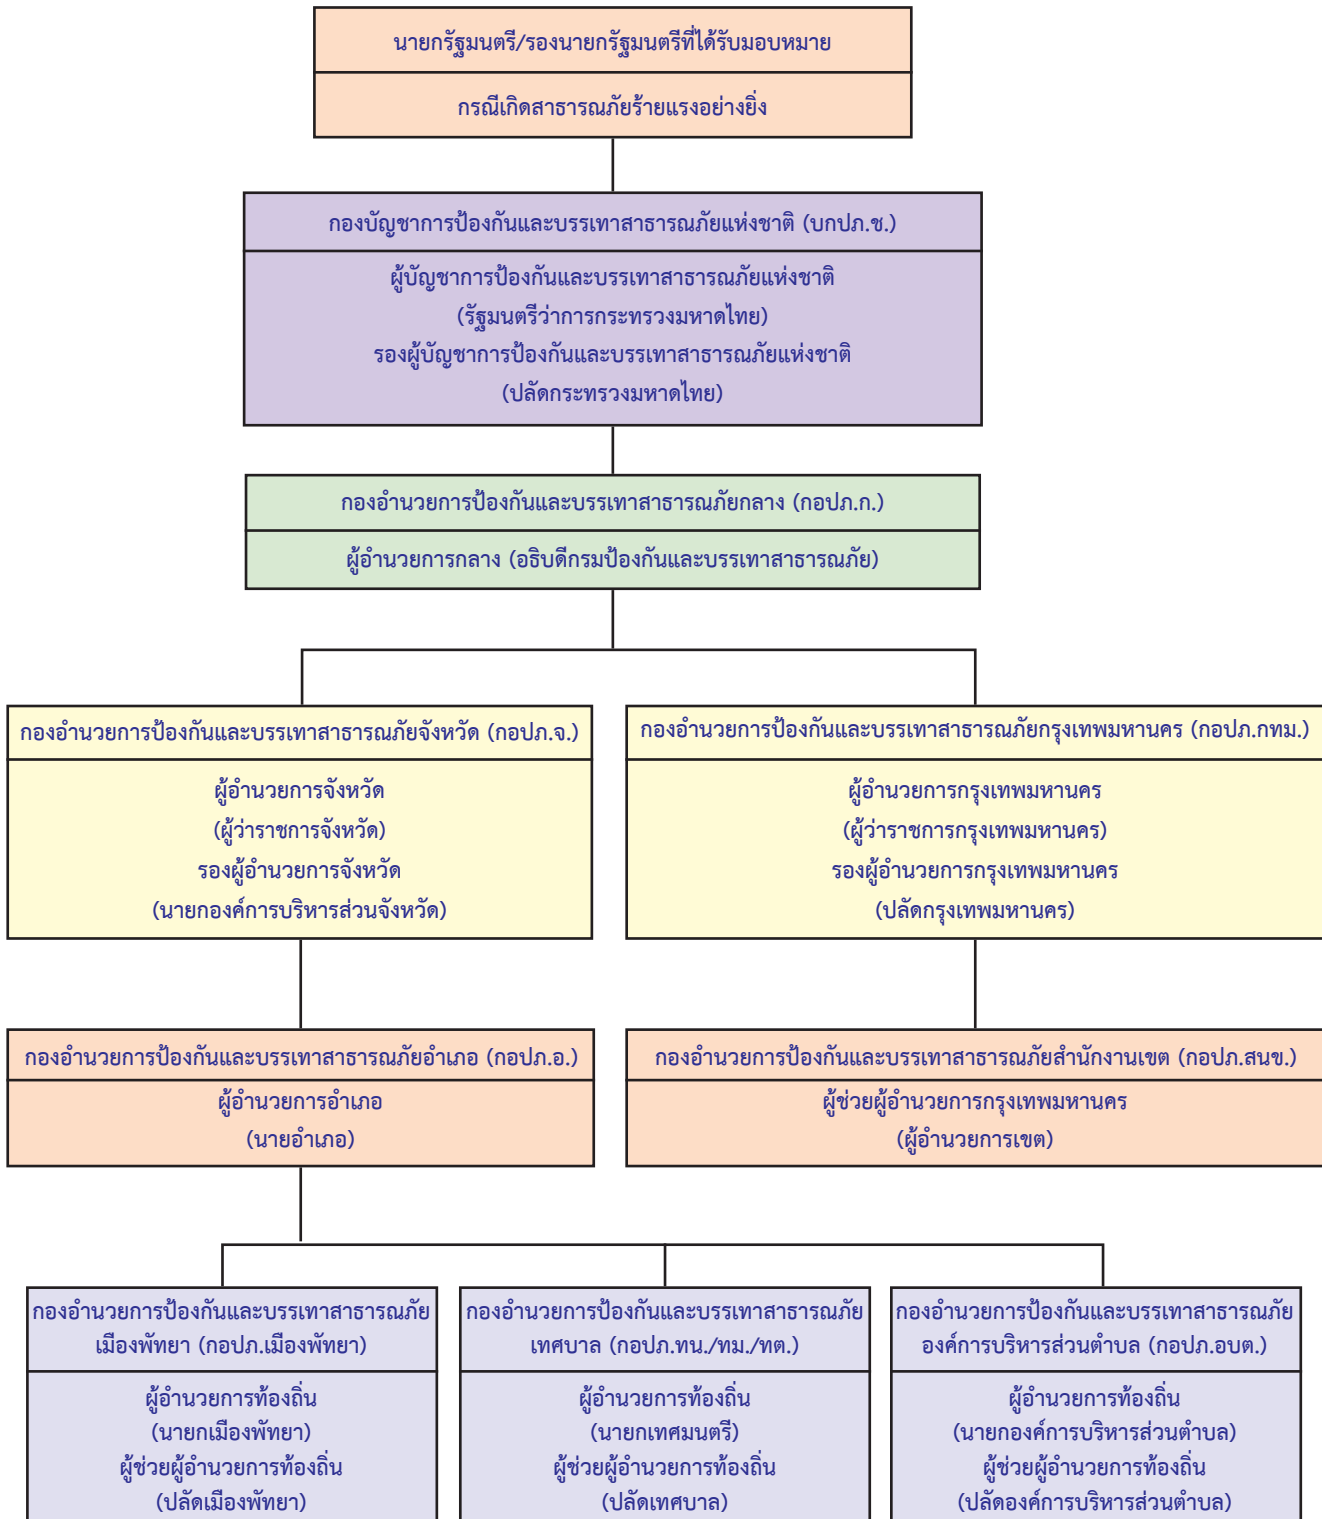 นายกรัฐมนตรี/รองนายกรัฐมนตรีที่ได้รับมอบหมาย
กรณีเกิดสาธารณภัยร้ายแรงอย่างยิ่ง
กองบัญชาการป้องกันและบรรเทาสาธารณภัยแห่งชาติ (บกปภ.ช.)
ผู้บัญชาการป้องกันและบรรเทาสาธารณภัยแห่งชาติ
(รัฐมนตรีว่าการกระทรวงมหาดไทย)
รองผู้บัญชาการป้องกันและบรรเทาสาธารณภัยแห่งชาติ
(ปลัดกระทรวงมหาดไทย)
กองอำนวยการป้องกันและบรรเทาสาธารณภัยกลาง (กอปภ.ก.)
ผู้อำนวยการกลาง (อธิบดีกรมป้องกันและบรรเทาสาธารณภัย)
กองอำนวยการป้องกันและบรรเทาสาธารณภัยจังหวัด (กอปภ.จ.)
ผู้อำนวยการจังหวัด
(ผู้ว่าราชการจังหวัด)
รองผู้อำนวยการจังหวัด
(นายกองค์การบริหารส่วนจังหวัด)
กองอำนวยการป้องกันและบรรเทาสาธารณภัยกรุงเทพมหานคร (กอปภ.กทม.)
ผู้อำนวยการกรุงเทพมหานคร
(ผู้ว่าราชการกรุงเทพมหานคร)
รองผู้อำนวยการกรุงเทพมหานคร
(ปลัดกรุงเทพมหานคร)
กองอำนวยการป้องกันและบรรเทาสาธารณภัยอำเภอ (กอปภ.อ.)
ผู้อำนวยการอำเภอ
(นายอำเภอ)
กองอำนวยการป้องกันและบรรเทาสาธารณภัยสำนักงานเขต (กอปภ.สนข.)
ผู้ช่วยผู้อำนวยการกรุงเทพมหานคร
(ผู้อำนวยการเขต)
กองอำนวยการป้องกันและบรรเทาสาธารณภัย
เมืองพัทยา (กอปภ.เมืองพัทยา)
ผู้อำนวยการท้องถิ่น
(นายกเมืองพัทยา)
ผู้ช่วยผู้อำนวยการท้องถิ่น
(ปลัดเมืองพัทยา)
กองอำนวยการป้องกันและบรรเทาสาธารณภัย
เทศบาล (กอปภ.ทน./ทม./ทต.)
ผู้อำนวยการท้องถิ่น
(นายกเทศมนตรี)
ผู้ช่วยผู้อำนวยการท้องถิ่น
(ปลัดเทศบาล)
กองอำนวยการป้องกันและบรรเทาสาธารณภัย
องค์การบริหารส่วนตำบล (กอปภ.อบต.)
ผู้อำนวยการท้องถิ่น
(นายกองค์การบริหารส่วนตำบล)
ผู้ช่วยผู้อำนวยการท้องถิ่น
(ปลัดองค์การบริหารส่วนตำบล)